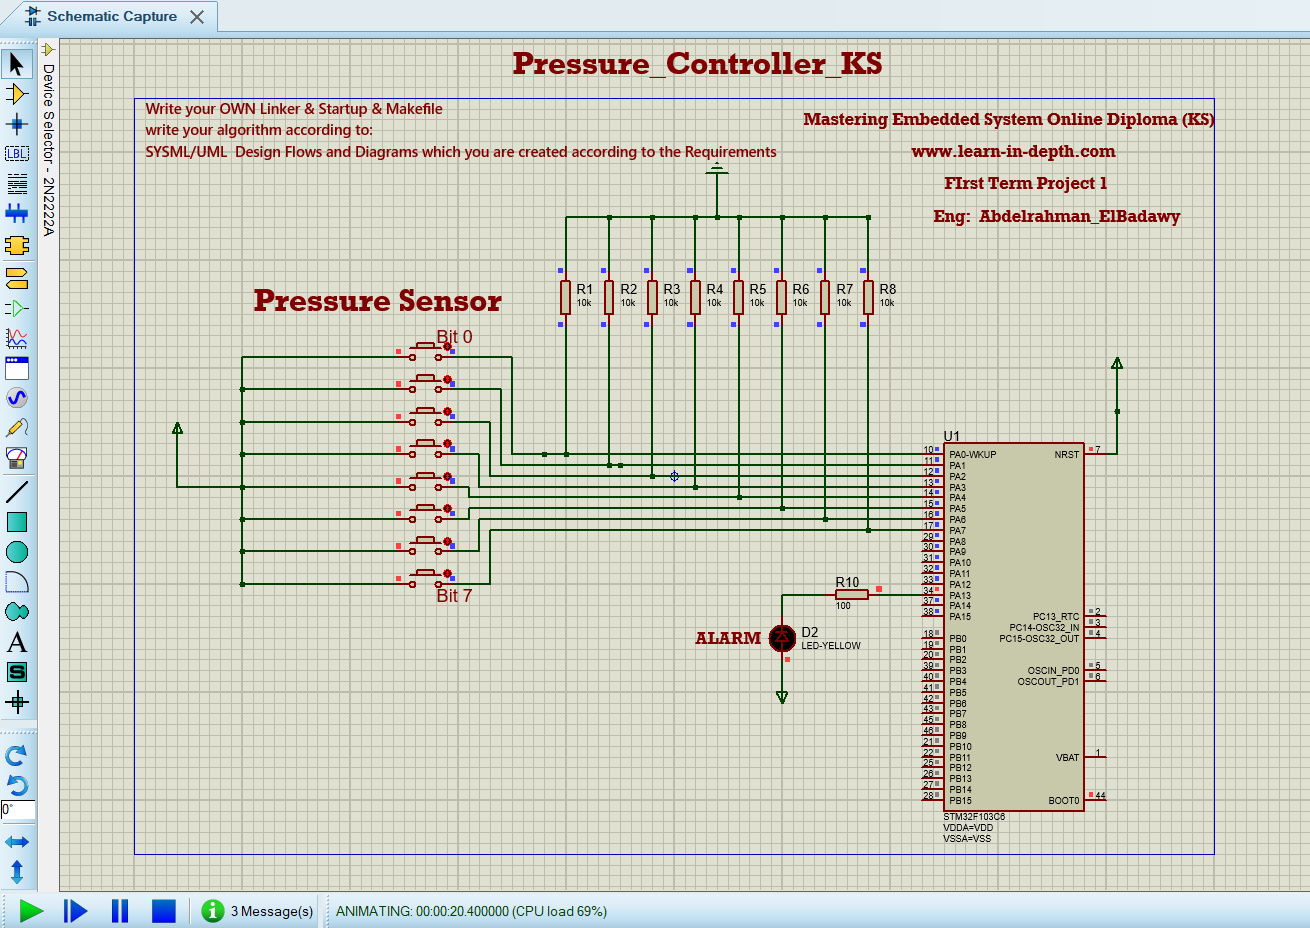 Schematic Capture
Device Selector - 2N2222A
LBL
A
S
0°
Pressure_Controller_KS
Write your OWN Linker & Startup & Makefile
write your algorithm according to:
SYSML/UML  Design Flows and Diagrams which you are created according to the Requirements
Mastering Embedded System Online Diploma (KS)
www.learn-in-depth.com
FIrst Term Project 1
Eng:  Abdelrahman_ElBadawy
R1 R2 R3 R4 R5 R6 R7 R8
10k 10k 10k 10k 10k 10k 10k 10k
Pressure Sensor
Bit 0
Bit 7
U1
10 PA0-WKUP NRST 7
11 PA1
12 PA2
13 PA3
14 PA4
15 PA5
16 PA6
17 PA7
29 PA8
30 PA9
31 PA10
32 PA11
33 PA12
34 PA13
37 PA14
38 PA15 PC13_RTC 2
PC14-OSC32_IN 3
18 PB0 PC15-OSC32_OUT 4
19 PB1
20 PB2
39 PB3 OSCIN_PD0 5
40 PB4 OSCOUT_PD1 6
41 PB5
42 PB6
43 PB7
45 PB8
46 PB9
21 PB10
22 PB11 VBAT 1
25 PB12
26 PB13
27 PB14
28 PB15 BOOT0 44
STM32F103C6
VDDA=VDD
VSSA=VSS
R10
100
ALARM
D2
LED-YELLOW
3 Message(s)
ANIMATING: 00:00:20.400000 (CPU load 69%)